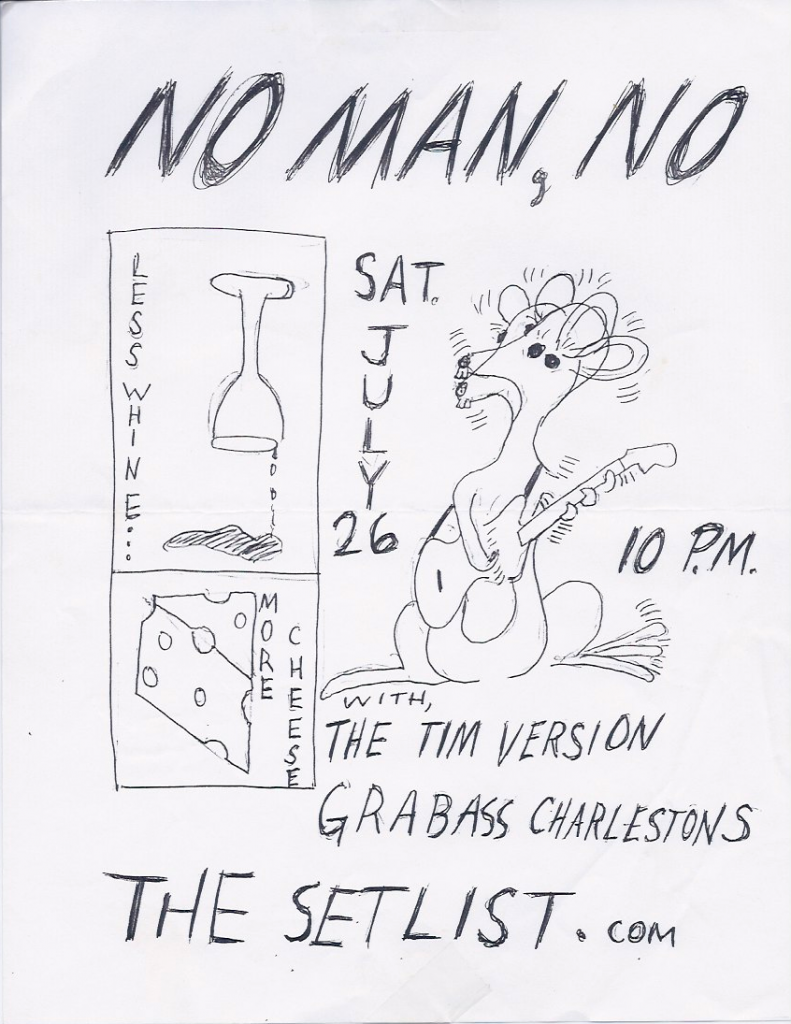 NO MAN, NO
LESS WHINE...
SAT.
JULY
26
10 P.M.
MORE
CHEESE
WITH,
THE TIM VERSION
GRABASS CHARLESTONS
THE SETLIST.COM